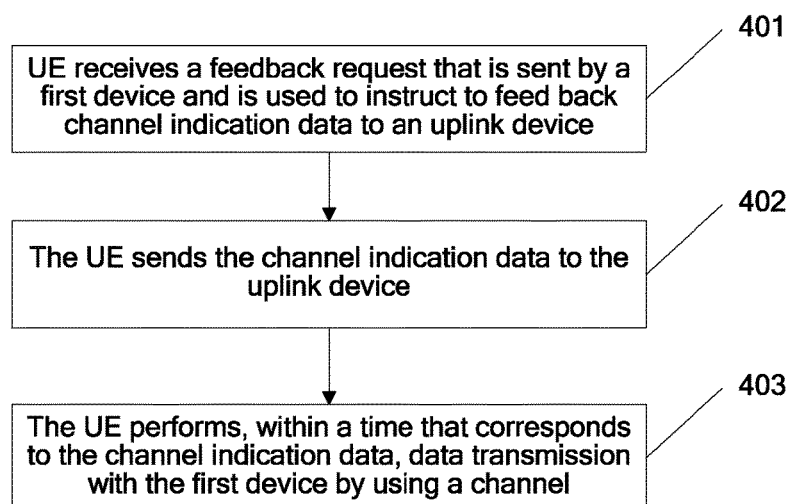 401
UE receives a feedback request that is sent by a
first device and is used to instruct to feed back
channel indication data to an uplink device
402
The UE sends the channel indication data to the
uplink device
403
The UE performs, within a time that corresponds
to the channel indication data, data transmission
with the first device by using a channel